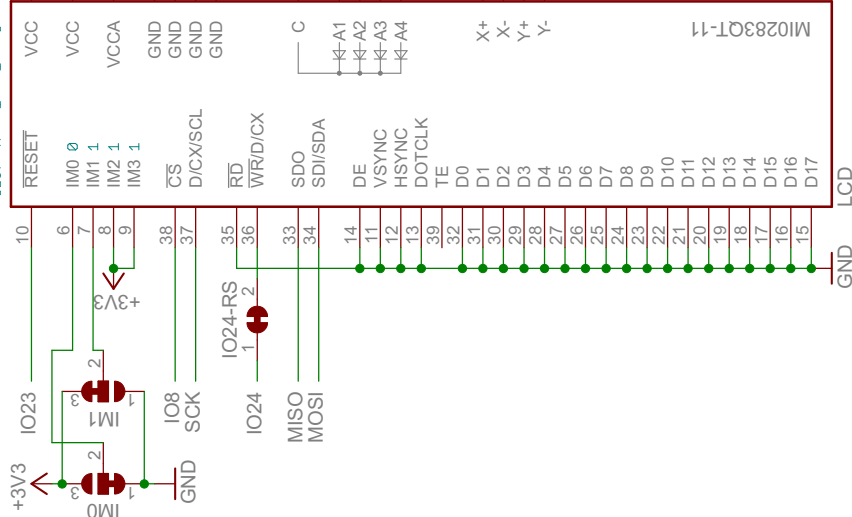 VCC
VCC
VCCA
GND
GND
GND
GND
C
A1
A2
A3
A4
X+
X-
Y+
Y-
MI0283QT-11
RESET
IM0 0
IM1 1
IM2 1
IM3 1
CS
D/CX/SCL
RD
WR/D/CX
SDO
SDI/SDA
DE
VSYNC
HSYNC
DOTCLK
TE
D0
D1
D2
D3
D4
D5
D6
D7
D8
D9
D10
D11
D12
D13
D14
D15
D16
D17
LCD
10
6
7
8
9
38
37
35
36
33
34
14
11
12
13
39
32
31
30
29
28
27
26
25
24
23
22
21
20
19
18
17
16
15
GND
+3V3
IO24-RS
2
1
2
3
1
IM1
IO23
IO8
SCK
IO24
MISO
MOSI
+3V3
2
3
1
IM0
GND